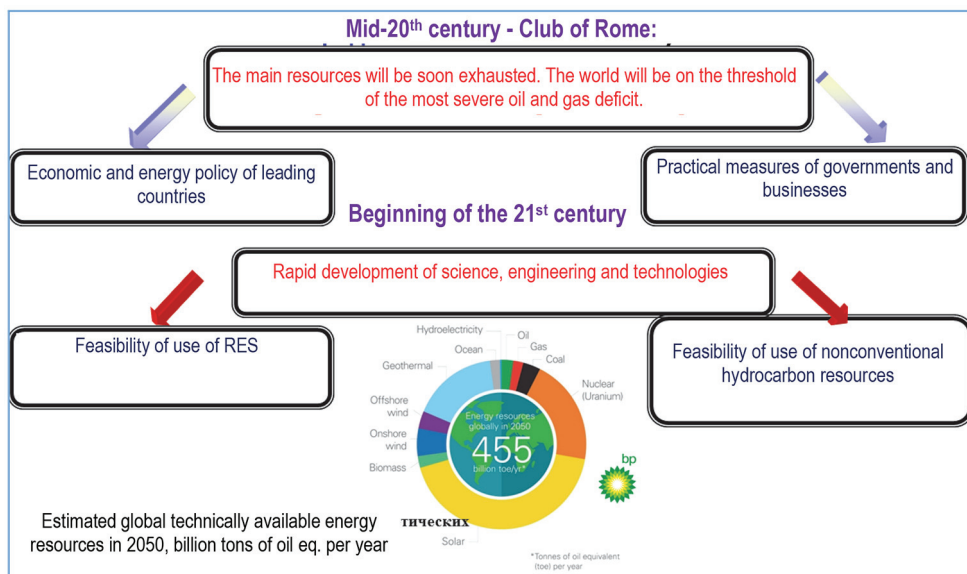 Mid-20th century - Club of Rome:
The main resources will be soon exhausted. The world will be on the threshold
of the most severe oil and gas deficit.
Economic and energy policy of leading
countries
Practical measures of governments and
businesses
Beginning of the 21st century
Rapid development of science, engineering and technologies
Feasibility of use of RES
Feasibility of use of nonconventional
hydrocarbon resources
Hydroelectricity
Oil
Gas
Coal
Ocean
Geothermal
Nuclear
(Uranium)
Offshore
wind
Onshore
wind
Biomass
Energy resources
globally in 2050
455
billion toe/yr*
bp
тических
Solar
Estimated global technically available energy
resources in 2050, billion tons of oil eq. per year
*Tonnes of oil equivalent
(toe) per year